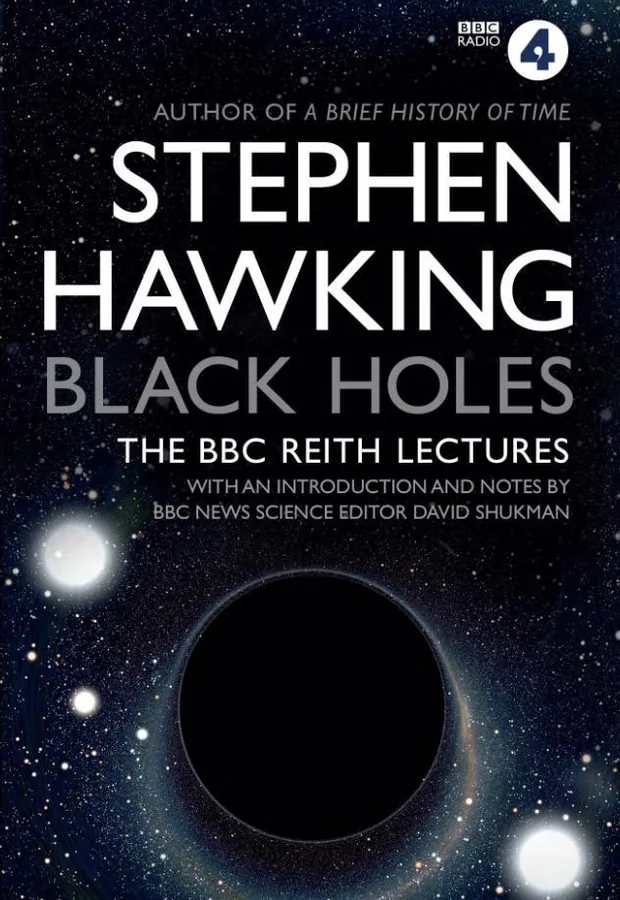 BBC
RADIO
4
AUTHOR OF A BRIEF HISTORY OF TIME
STEPHEN
HAWKING
BLACK HOLES
THE BBC REITH LECTURES
WITH AN INTRODUCTION AND NOTES BY
BBC NEWS SCIENCE EDITOR DAVID SHUKMAN